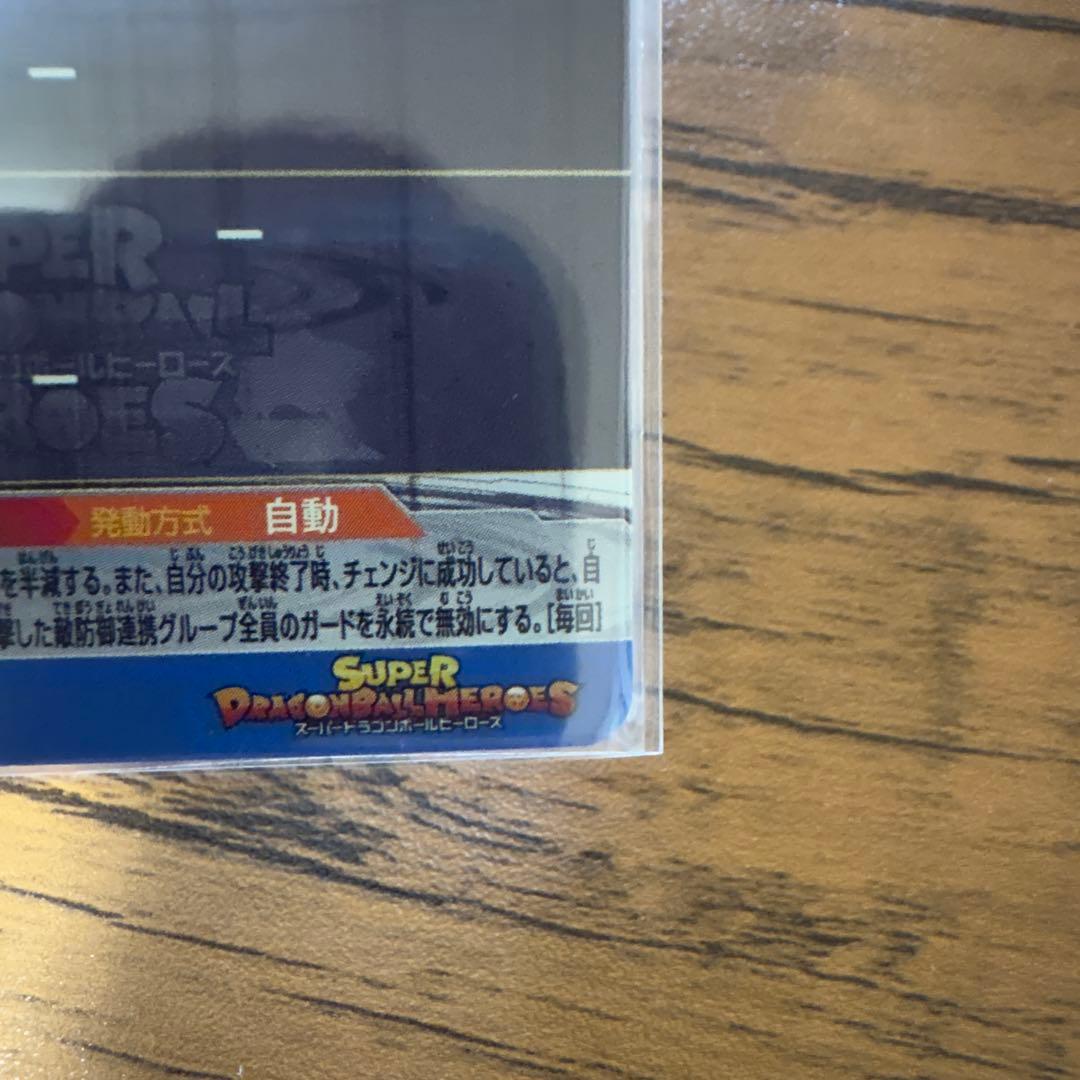 PER
ONBALL
ンボールヒーローズ
ROES
発動方式 自動
を半減する。また、自分の攻撃終了時、チェンジに成功していると、自
撃した敵防御連携グループ全員のガードを永続で無効にする。[毎回]
SUPER
DRAGONBALL HEROES
スーパードラゴンボールヒーローズ